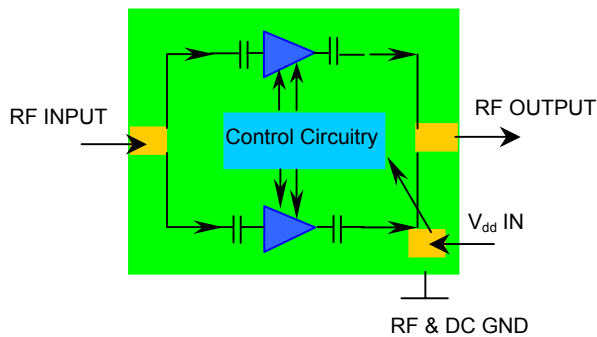 RF INPUT
RF OUTPUT
Control Circuitry
Vdd IN
RF & DC GND